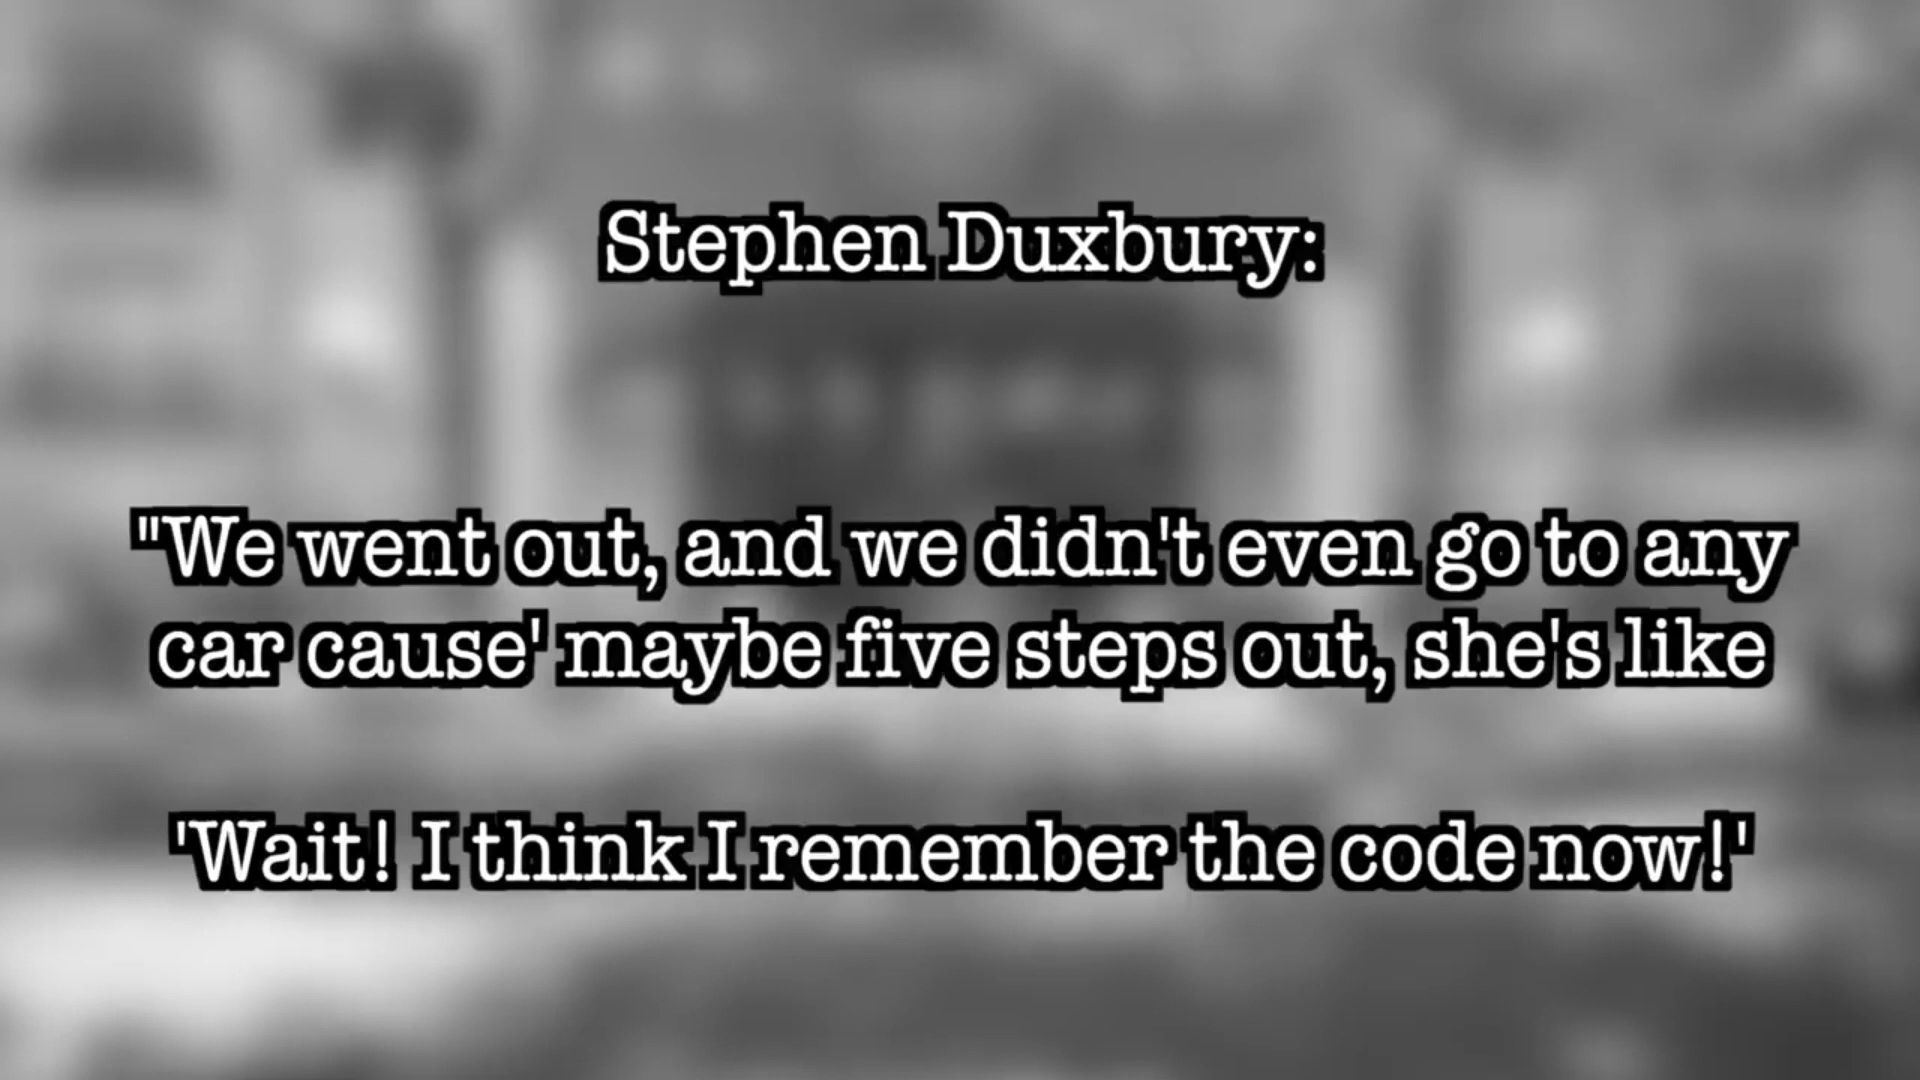 Stephen Duxbury:
"We went out, and we didn't even go to any
car cause' maybe five steps out, she's like
'Wait! I think I remember the code now!'